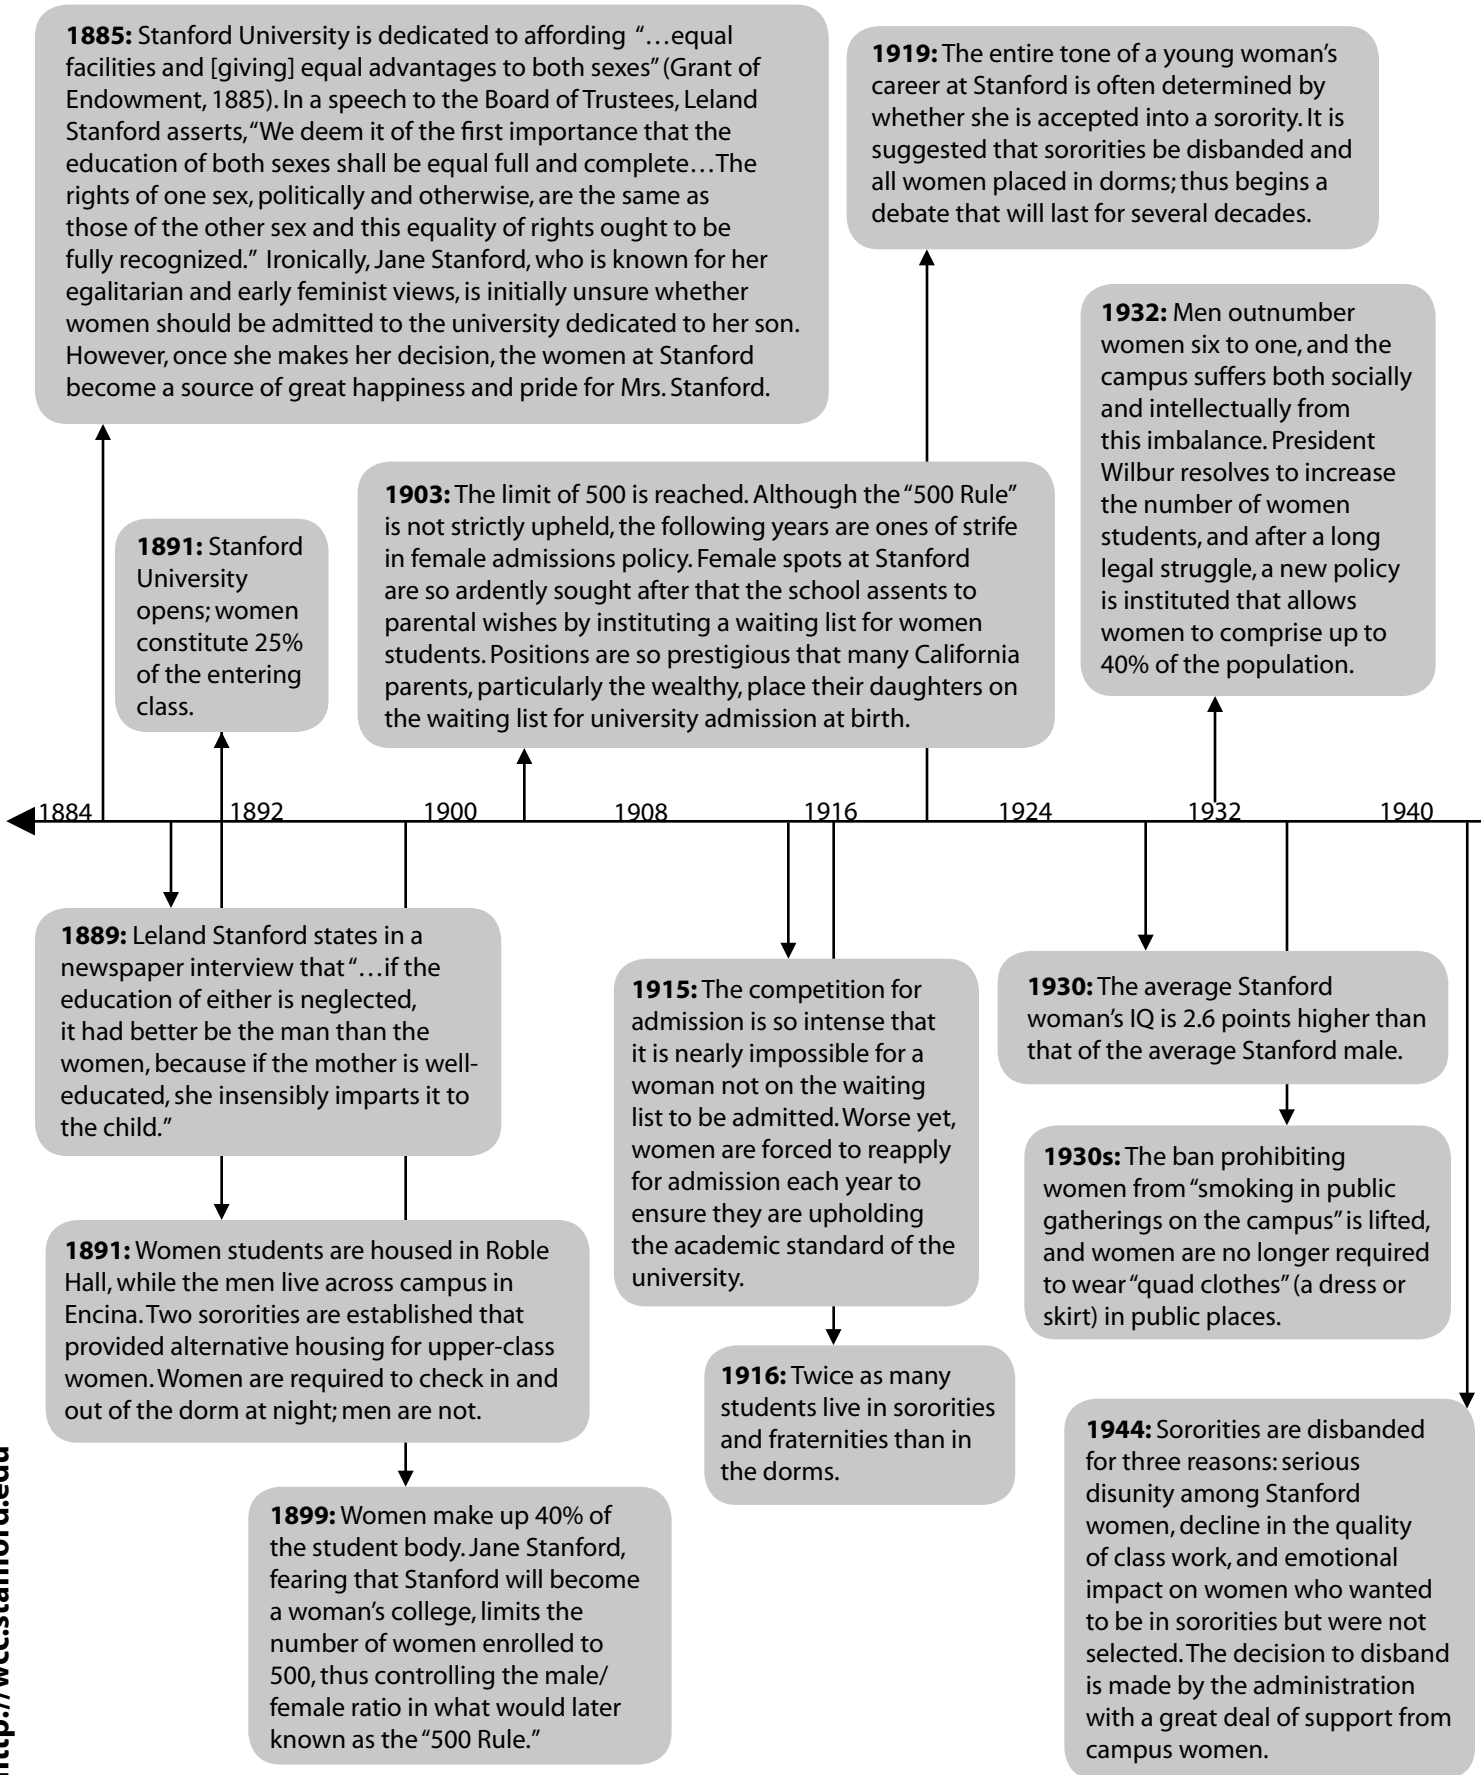 1885: Stanford University is dedicated to affording “…equal
facilities and [giving] equal advantages to both sexes” (Grant of
Endowment, 1885). In a speech to the Board of Trustees, Leland
Stanford asserts, “We deem it of the first importance that the
education of both sexes shall be equal full and complete…The
rights of one sex, politically and otherwise, are the same as
those of the other sex and this equality of rights ought to be
fully recognized.” Ironically, Jane Stanford, who is known for her
egalitarian and early feminist views, is initially unsure whether
women should be admitted to the university dedicated to her son.
However, once she makes her decision, the women at Stanford
become a source of great happiness and pride for Mrs. Stanford.
1919: The entire tone of a young woman’s
career at Stanford is often determined by
whether she is accepted into a sorority. It is
suggested that sororities be disbanded and
all women placed in dorms; thus begins a
debate that will last for several decades.
1932: Men outnumber
women six to one, and the
campus suffers both socially
and intellectually from
this imbalance. President
Wilbur resolves to increase
the number of women
students, and after a long
legal struggle, a new policy
is instituted that allows
women to comprise up to
40% of the population.
1903: The limit of 500 is reached. Although the “500 Rule”
is not strictly upheld, the following years are ones of strife
in female admissions policy. Female spots at Stanford
are so ardently sought after that the school assents to
parental wishes by instituting a waiting list for women
students. Positions are so prestigious that many California
parents, particularly the wealthy, place their daughters on
the waiting list for university admission at birth.
1891: Stanford
University
opens; women
constitute 25%
of the entering
class.
1884 1892 1900 1908 1916 1924 1932 1940
1889: Leland Stanford states in a
newspaper interview that “…if the
education of either is neglected,
it had better be the man than the
women, because if the mother is well-
educated, she insensibly imparts it to
the child.”
1915: The competition for
admission is so intense that
it is nearly impossible for a
woman not on the waiting
list to be admitted. Worse yet,
women are forced to reapply
for admission each year to
ensure they are upholding
the academic standard of the
university.
1930: The average Stanford
woman’s IQ is 2.6 points higher than
that of the average Stanford male.
1930s: The ban prohibiting
women from “smoking in public
gatherings on the campus” is lifted,
and women are no longer required
to wear “quad clothes” (a dress or
skirt) in public places.
1891: Women students are housed in Roble
Hall, while the men live across campus in
Encina. Two sororities are established that
provided alternative housing for upper-class
women. Women are required to check in and
out of the dorm at night; men are not.
1916: Twice as many
students live in sororities
and fraternities than in
the dorms.
1944: Sororities are disbanded
for three reasons: serious
disunity among Stanford
women, decline in the quality
of class work, and emotional
impact on women who wanted
to be in sororities but were not
selected. The decision to disband
is made by the administration
with a great deal of support from
campus women.
1899: Women make up 40% of
the student body. Jane Stanford,
fearing that Stanford will become
a woman’s college, limits the
number of women enrolled to
500, thus controlling the male/
female ratio in what would later
known as the “500 Rule.”
http://wcc.stanford.edu